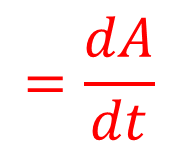 = dA/dt